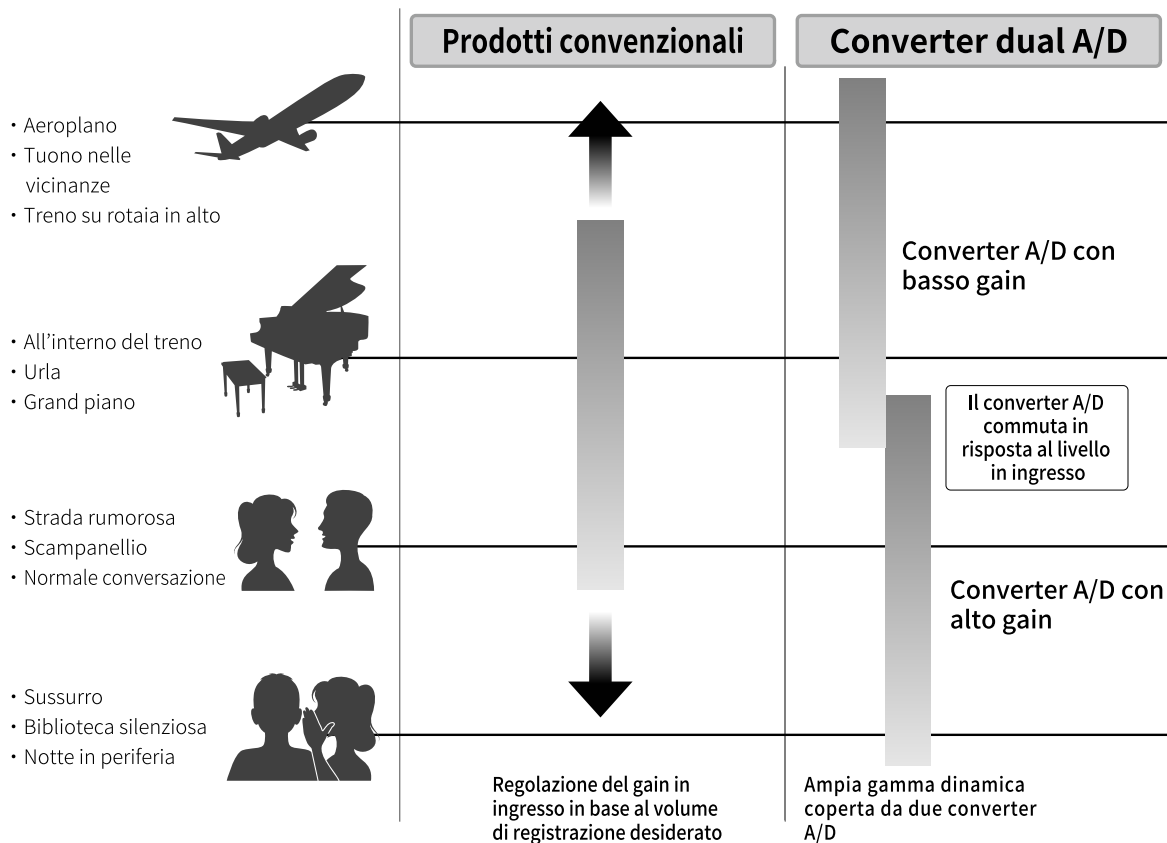 Prodotti convenzionali
Converter dual A/D
・Aeroplano
・Tuono nelle
vicinanze
・Treno su rotaia in alto
Converter A/D con
basso gain
・All’interno del treno
・Urla
・Grand piano
Il converter A/D
commuta in
risposta al livello
in ingresso
・Strada rumorosa
・Scampanellio
・Normale conversazione
Converter A/D con
alto gain
・Sussurro
・Biblioteca silenziosa
・Notte in periferia
Regolazione del gain in
ingresso in base al volume
di registrazione desiderato
Ampia gamma dinamica
coperta da due converter
A/D